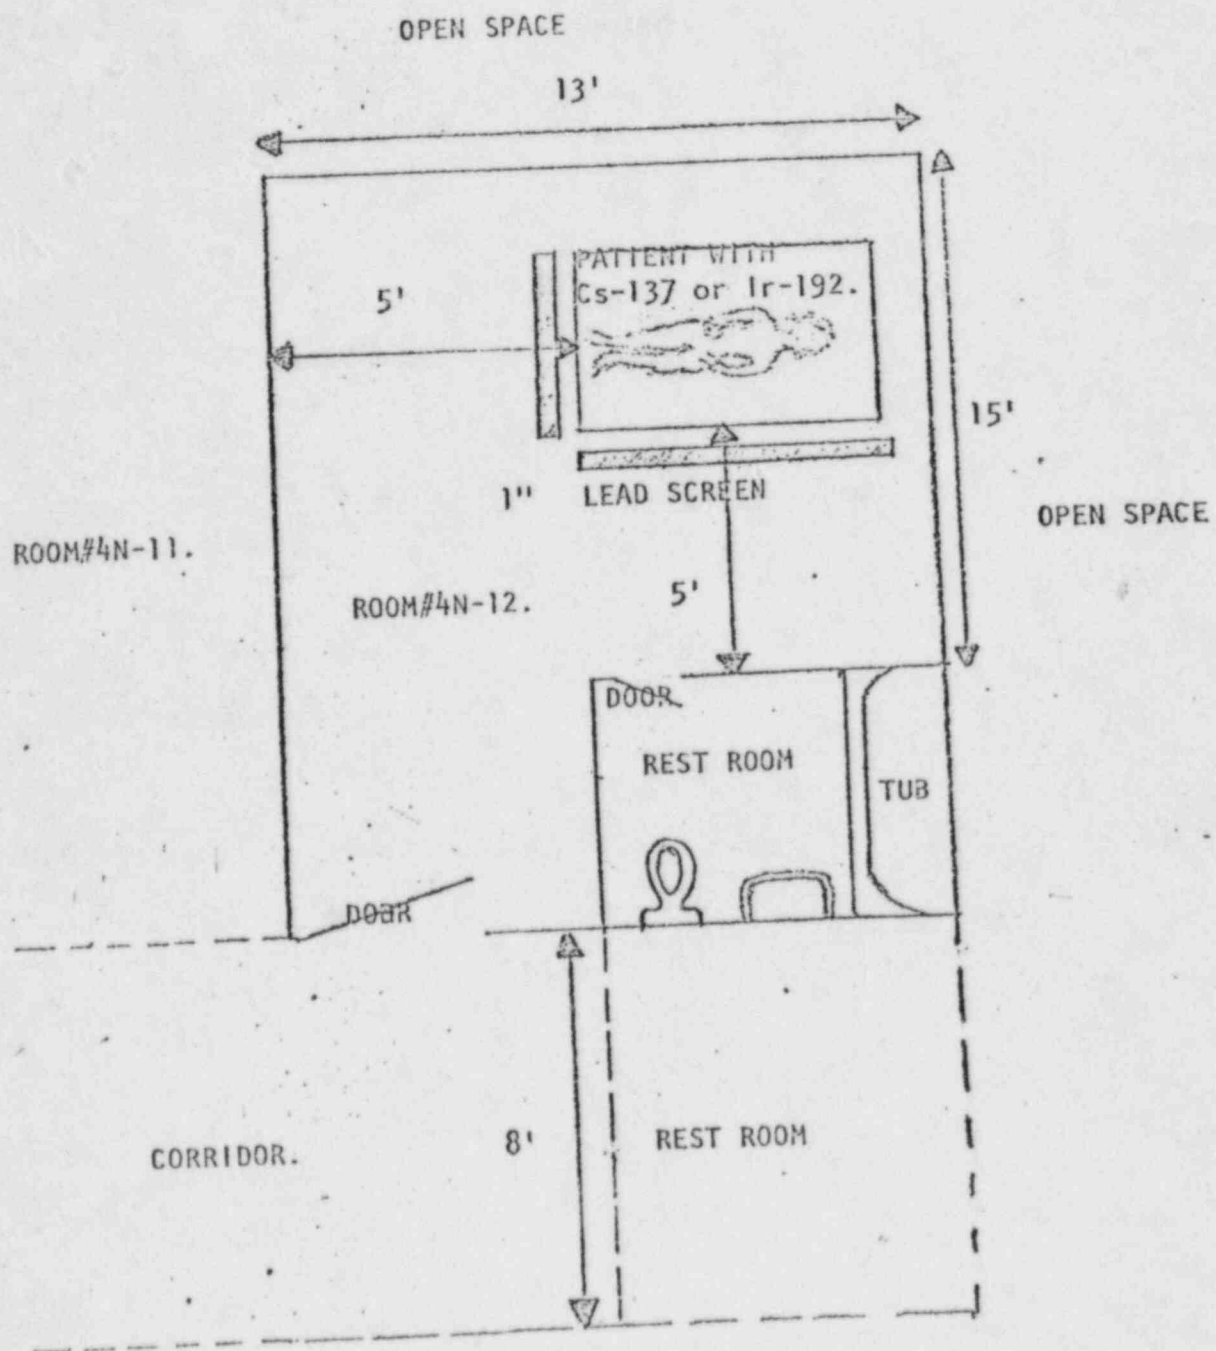 OPEN SPACE
13'
PATIENT WITH
Cs-137 or Ir-192.
5'
15'
1" LEAD SCREEN
OPEN SPACE
ROOM#4N-11.
ROOM#4N-12.
5'
DOOR
REST ROOM
TUB
DOOR
CORRIDOR.
8'
REST ROOM